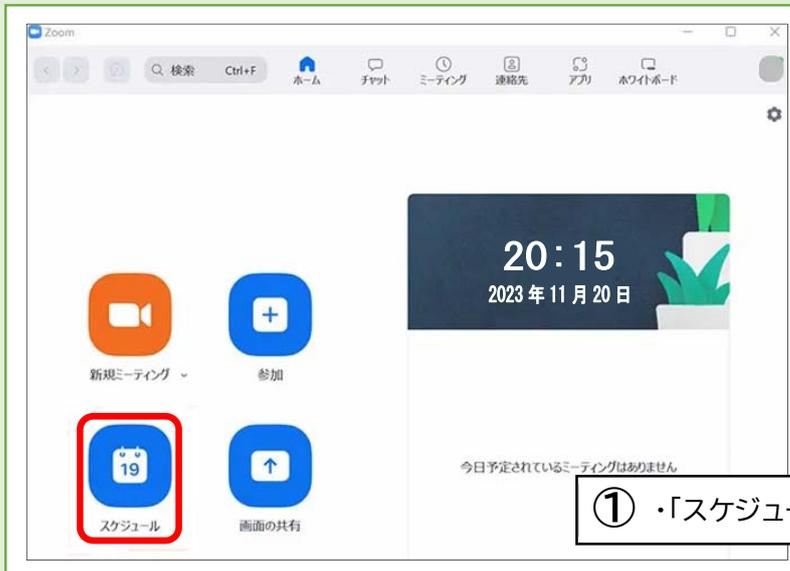 Zoom
検索 Ctrl+F
ホーム
チャット
ミーティング
連絡先
アプリ
ホワイトボード
20:15
2023年11月20日
新規ミーティング
参加
19
スケジュール
画面の共有
今日予定されているミーティングはありません
① ・「スケジュー